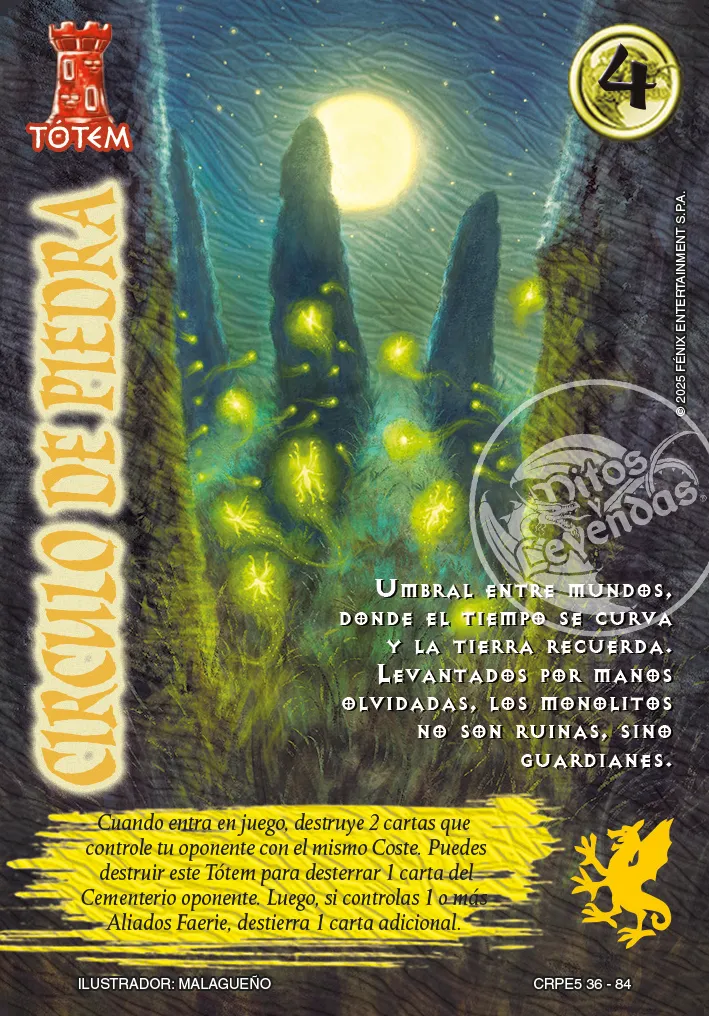 TÓTEM
4
CIRCULO DE PIEDRA
© 2025 FÉNIX ENTERTAINMENT S.P.A.
Mitos
y
Leyendas®
Umbral entre mundos,
donde el tiempo se curva
y la tierra recuerda.
Levantados por manos
olvidadas, los monolitos
no son ruinas, sino
guardianes.
Cuando entra en juego, destruye 2 cartas que
controle tu oponente con el mismo Coste. Puedes
destruir este Tótem para desterrar 1 carta del
Cementerio oponente. Luego, si controlas 1 o más
Aliados Faerie, destierra 1 carta adicional.
ILUSTRADOR: MALAGUEÑO
CRPE5 36 - 84